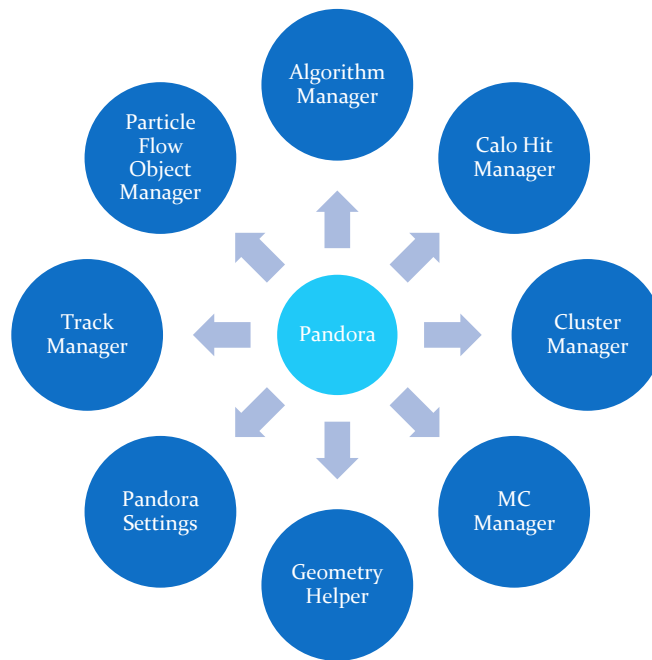 Algorithm
Manager
Particle
Flow
Object
Manager
Calo Hit
Manager
Track
Manager
Pandora
Cluster
Manager
Pandora
Settings
MC
Manager
Geometry
Helper